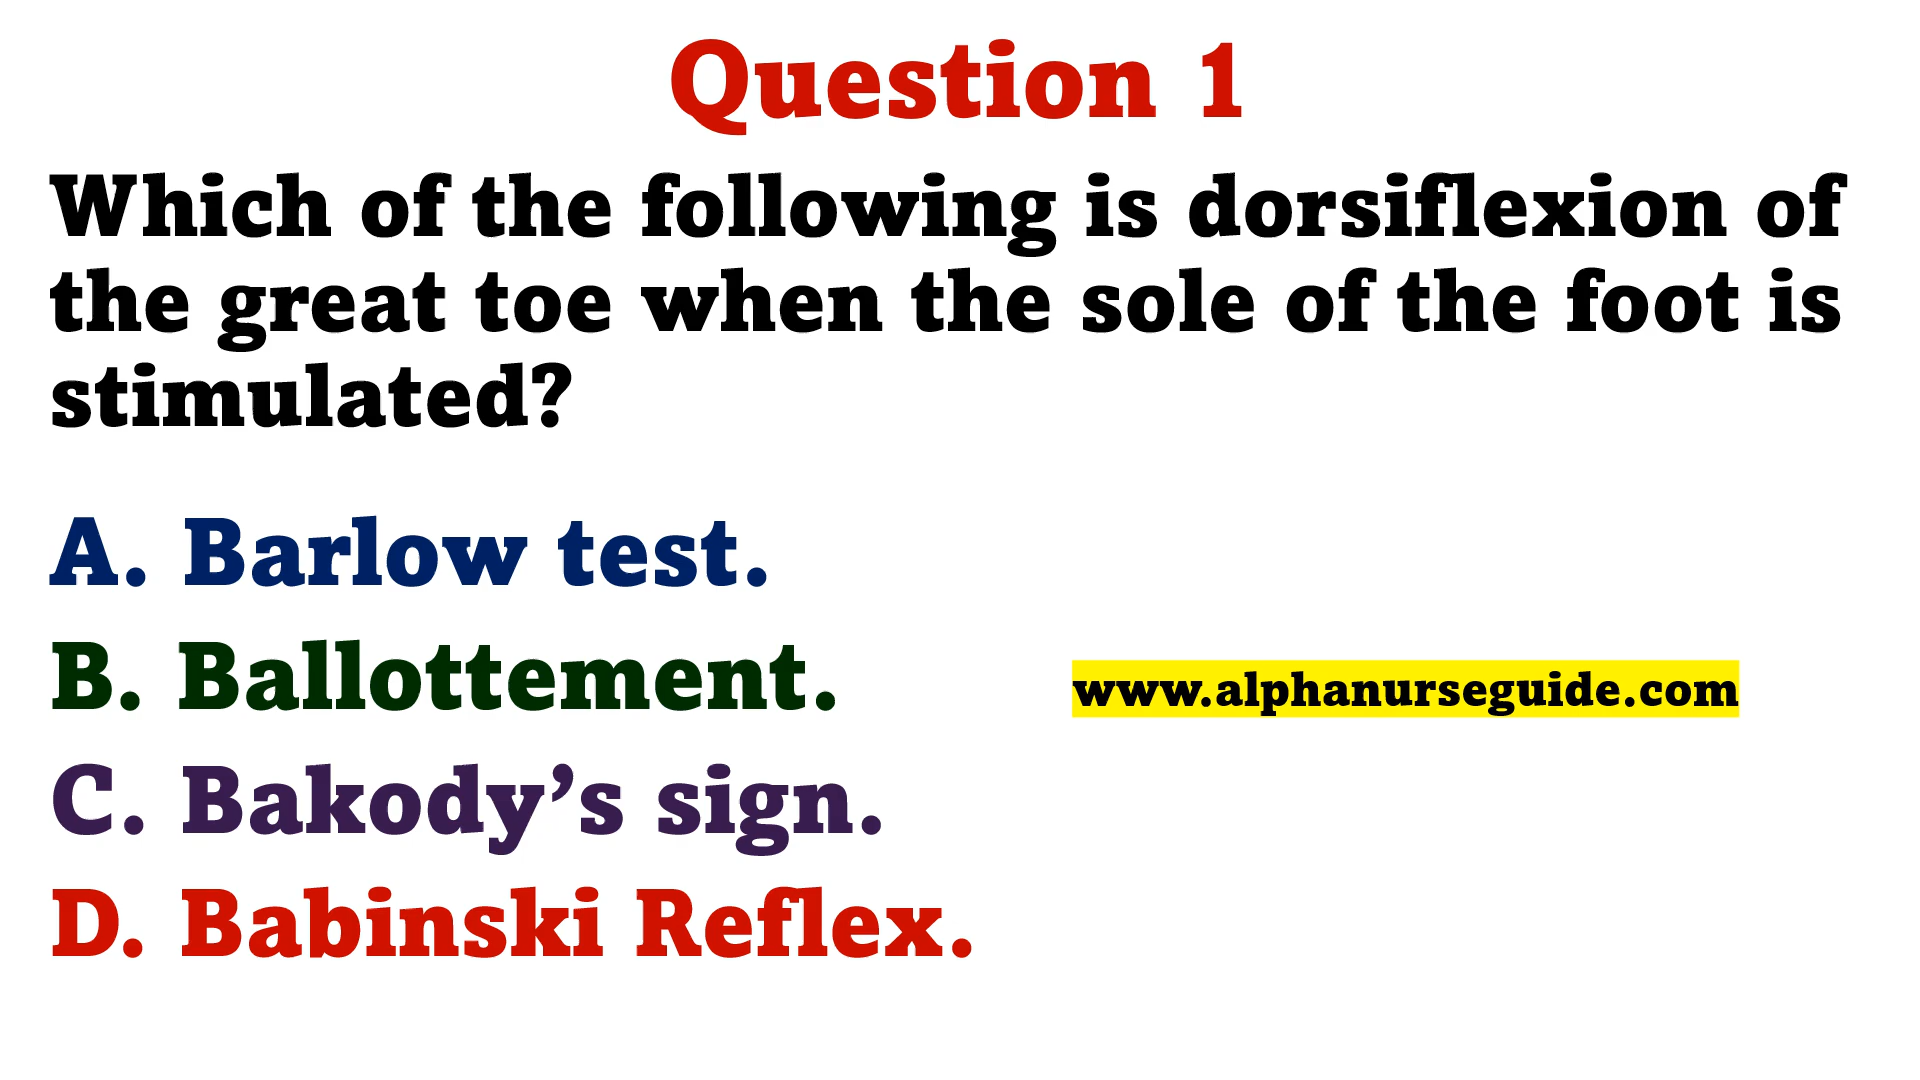 Question 1
Which of the following is dorsiflexion of
the great toe when the sole of the foot is
stimulated?
A. Barlow test.
B. Ballottement.
www.alphanurseguide.com
C. Bakody’s sign.
D. Babinski Reflex.